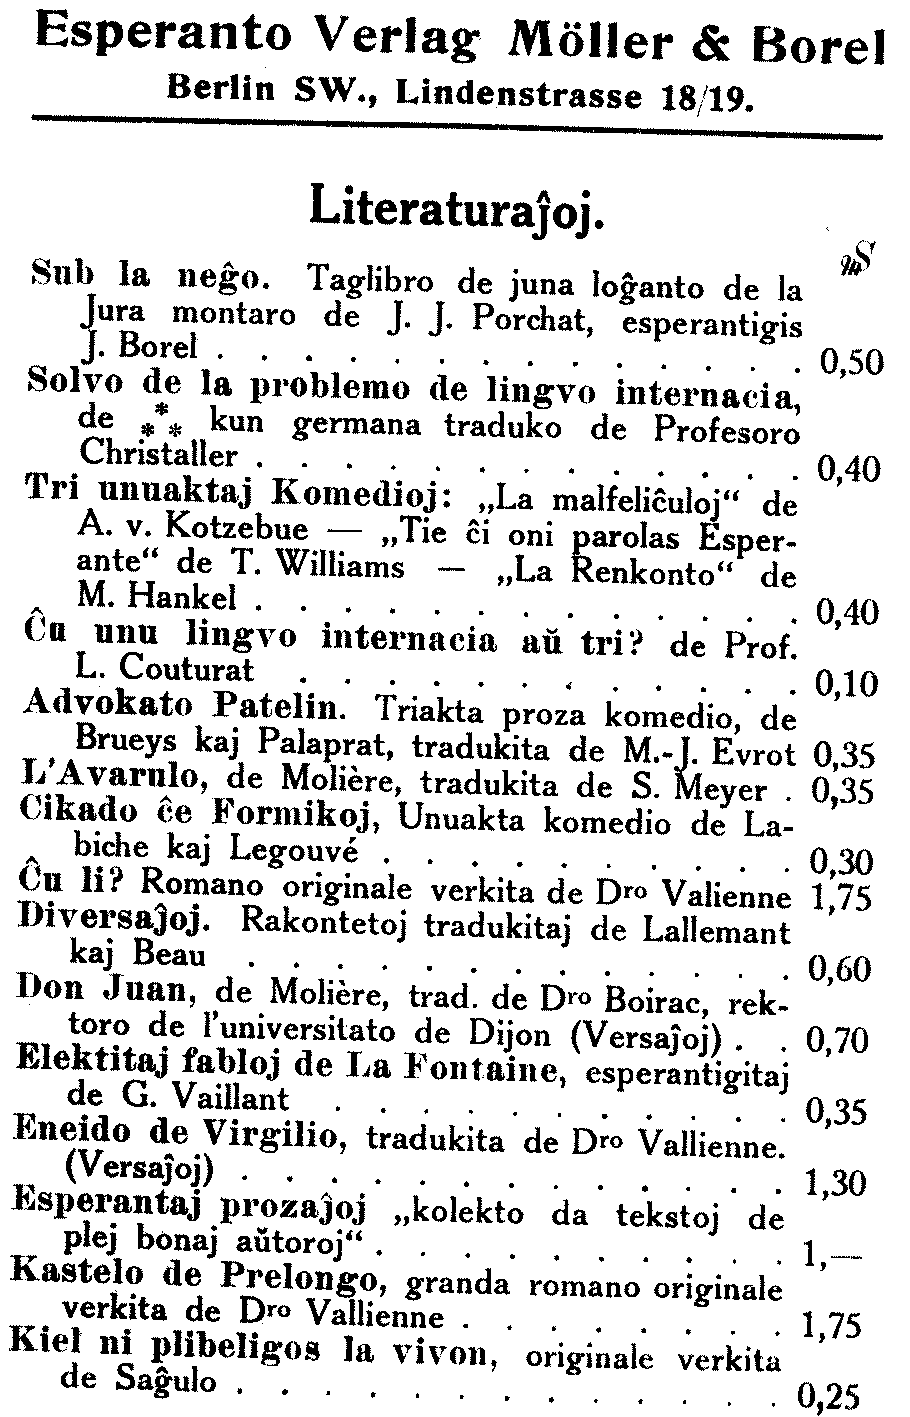 Esperanto Verlag Möller & Borel
Berlin SW., Lindenstrasse 18/19.
Literaturaĵoj.
Sub la neĝo. Taglibro de juna loĝanto de la
Jura montaro de J. J. Porchat, esperantigis
J. Borel . . . . . . . . . . . . . . 0,50
Solvo de la problemo de lingvo internacia,
de *** kun germana traduko de Profesoro
Christaller . . . . . . . . . . . . . 0,40
Tri unuaktaj Komedioj: „La malfeliĉuloj“ de
A. v. Kotzebue — „Tie ĉi oni parolas Esper-
ante“ de T. Williams — „La Renkonto“ de
M. Hankel . . . . . . . . . . . . . 0,40
Ĉu unu lingvo internacia aŭ tri? de Prof.
L. Couturat . . . . . . . . . . . . 0,10
Advokato Patelin. Triakta proza komedio, de
Brueys kaj Palaprat, tradukita de M.-J. Evrot 0,35
L'Avarulo, de Molière, tradukita de S. Meyer . 0,35
Cikado ĉe Formikoj, Unuakta komedio de La-
biche kaj Legouvé . . . . . . . . . . 0,30
Ĉu li? Romano originale verkita de Dro Valienne 1,75
Diversaĵoj. Rakontetoj tradukitaj de Lallemant
kaj Beau . . . . . . . . . . . . . 0,60
Don Juan, de Molière, trad. de Dro Boirac, rek-
toro de l'universitato de Dijon (Versaĵoj) . . 0,70
Elektitaj fabloj de La Fontaine, esperantigitaj
de G. Vaillant . . . . . . . . . . . 0,35
Eneido de Virgilio, tradukita de Dro Vallienne.
(Versaĵoj) . . . . . . . . . . . . . 1,30
Esperantaj prozaĵoj „kolekto da tekstoj de
plej bonaj aŭtoroj“ . . . . . . . . . . 1,—
Kastelo de Prelongo, granda romano originale
verkita de Dro Vallienne . . . . . . . . 1,75
Kiel ni plibeligos la vivon, originale verkita
de Saĝulo . . . . . . . . . . . . . 0,25